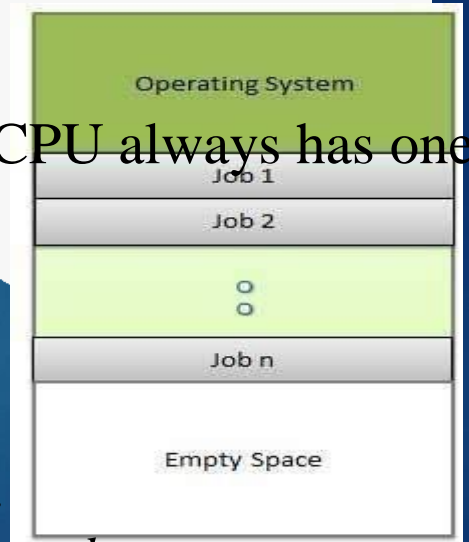 Operating System
CPU always has one
Job 1
Job 2
o
o
Job n
Empty Space